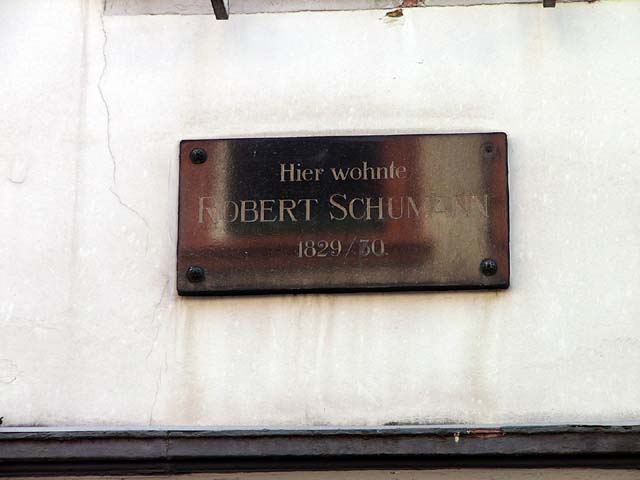 Hier wohnte
ROBERT SCHUMANN
1829/30